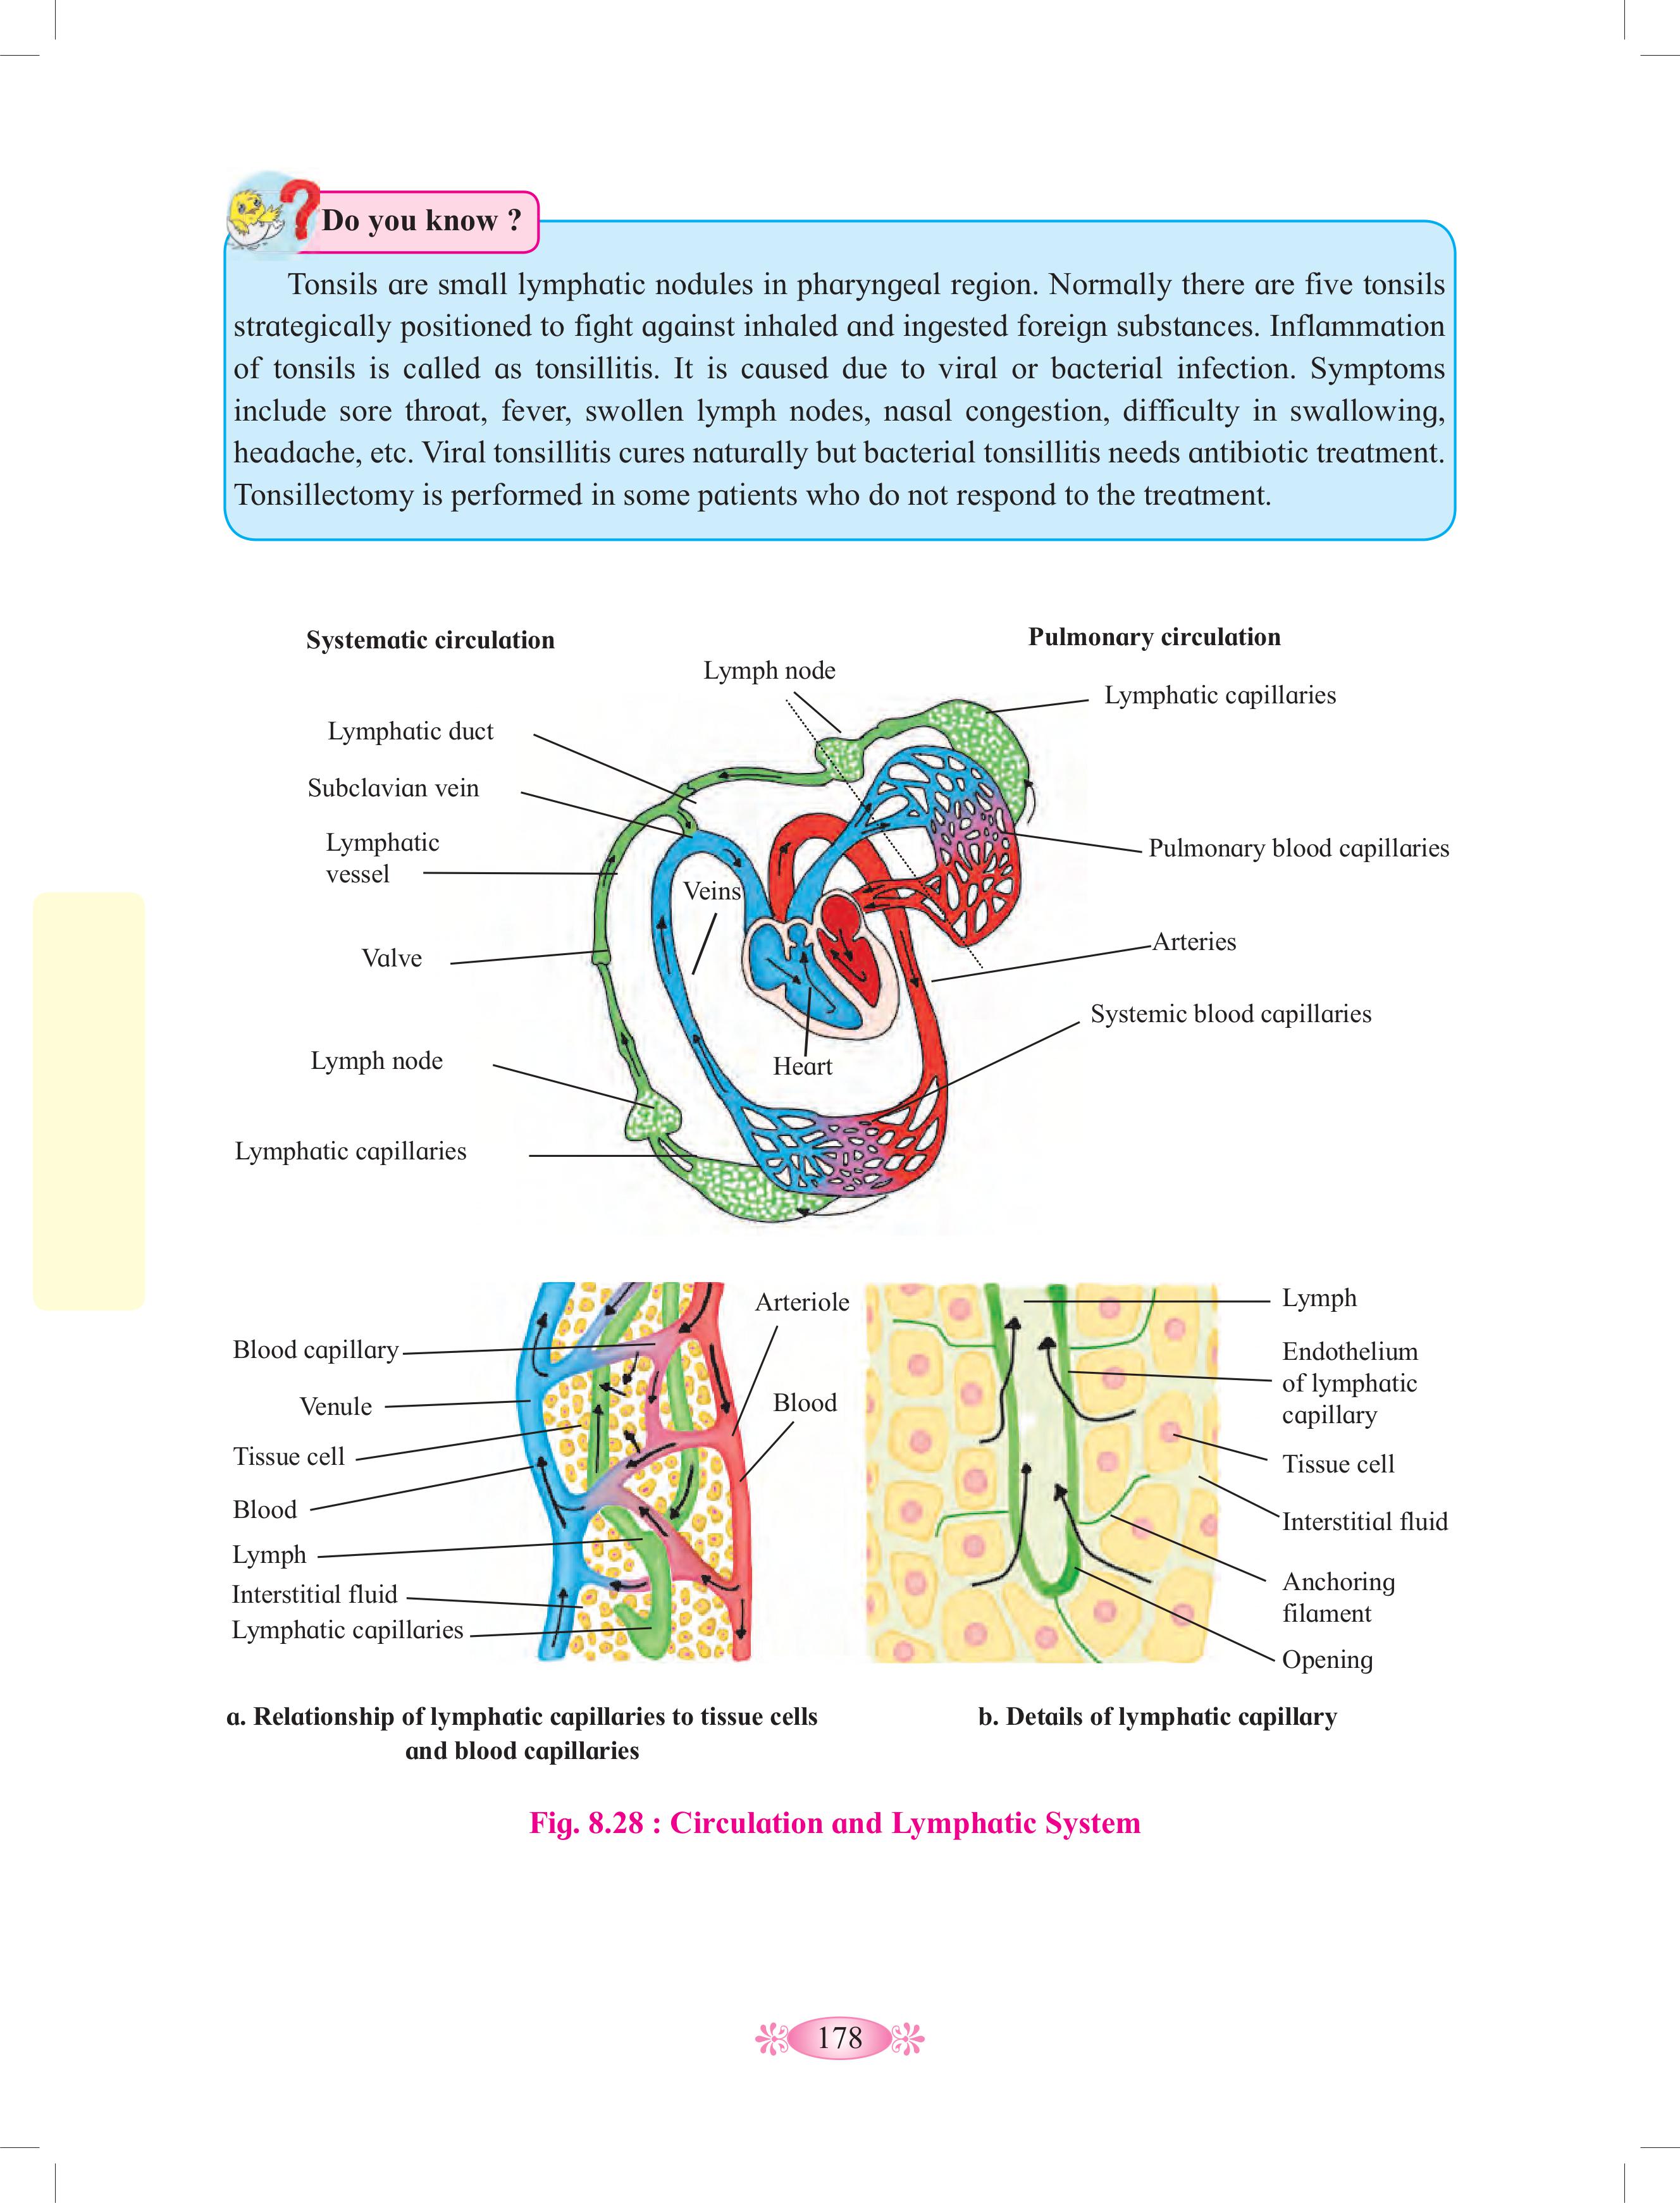 Do you know ?
Tonsils are small lymphatic nodules in pharyngeal region. Normally there are five tonsils
strategically positioned to fight against inhaled and ingested foreign substances. Inflammation
of tonsils is called as tonsillitis. It is caused due to viral or bacterial infection. Symptoms
include sore throat, fever, swollen lymph nodes, nasal congestion, difficulty in swallowing,
headache, etc. Viral tonsillitis cures naturally but bacterial tonsillitis needs antibiotic treatment.
Tonsillectomy is performed in some patients who do not respond to the treatment.
Systematic circulation
Pulmonary circulation
Lymph node
Lymphatic capillaries
Lymphatic duct
Subclavian vein
Lymphatic
vessel
Pulmonary blood capillaries
Veins
Arteries
Valve
Systemic blood capillaries
Lymph node
Heart
Lymphatic capillaries
Arteriole
Blood capillary
Venule
Blood
Tissue cell
Blood
Lymph
Interstitial fluid
Lymphatic capillaries
Lymph
Endothelium
of lymphatic
capillary
Tissue cell
Interstitial fluid
Anchoring
filament
Opening
a. Relationship of lymphatic capillaries to tissue cells
and blood capillaries
b. Details of lymphatic capillary
Fig. 8.28 : Circulation and Lymphatic System
178